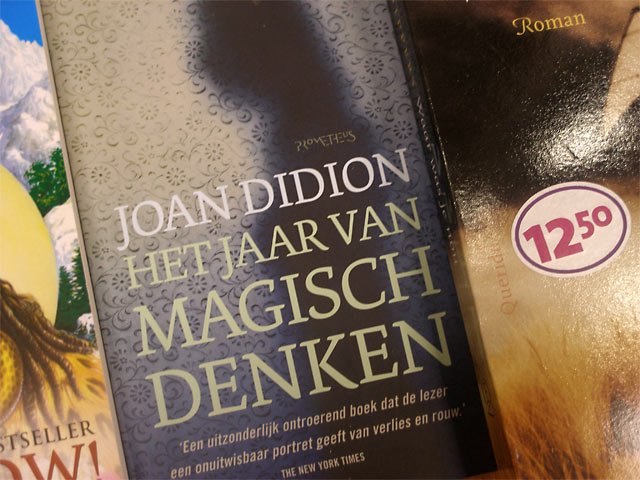 PROMETHEUS
JOAN DIDION
HET JAAR VAN
MAGISCH
DENKEN
'Een uitzonderlijk ontroerend boek dat de lezer
een onuitwisbaar portret geeft van verlies en rouw.'
THE NEW YORK TIMES
Roman
12.50
Querido
STSELLER
OW!